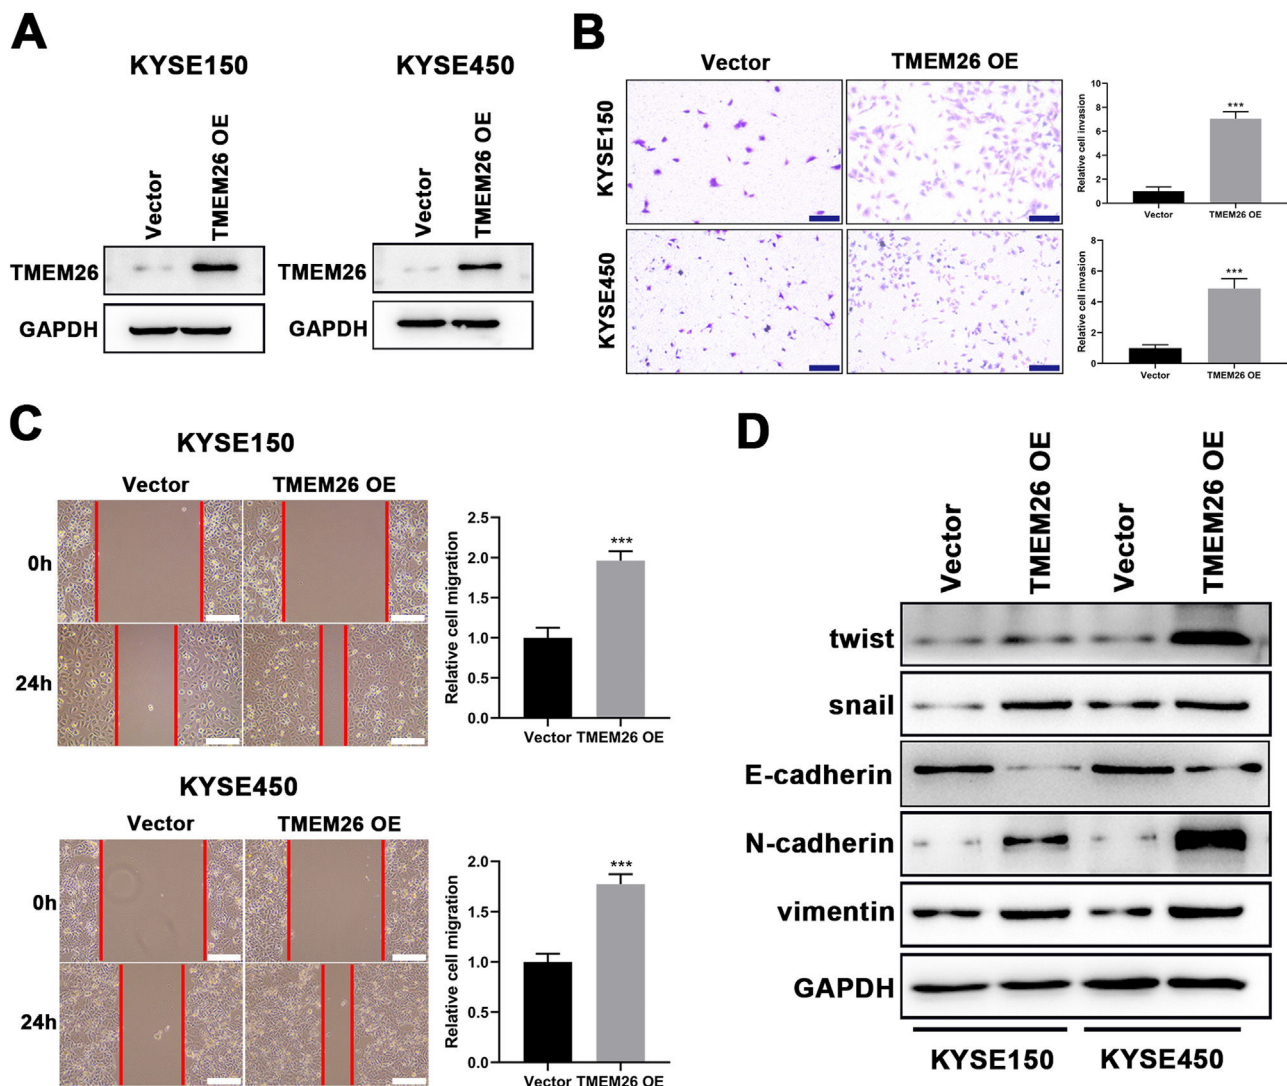 A
KYSE150
KYSE450
Vector
TMEM26 OE
Vector
TMEM26 OE
TMEM26
GAPDH
TMEM26
GAPDH
B
Vector
TMEM26 OE
KYSE150
KYSE450
Relative cell invasion
10
8
6
4
2
0
***
Vector
TMEM26 OE
Relative cell invasion
8
6
4
2
0
***
Vector
TMEM26 OE
C
KYSE150
Vector
TMEM26 OE
0h
24h
Relative cell migration
2.5
2.0
1.5
1.0
0.5
0.0
***
Vector TMEM26 OE
KYSE450
Vector
TMEM26 OE
0h
24h
Relative cell migration
2.0
1.5
1.0
0.5
0.0
***
Vector TMEM26 OE
D
Vector
TMEM26 OE
Vector
TMEM26 OE
twist
snail
E-cadherin
N-cadherin
vimentin
GAPDH
KYSE150
KYSE450